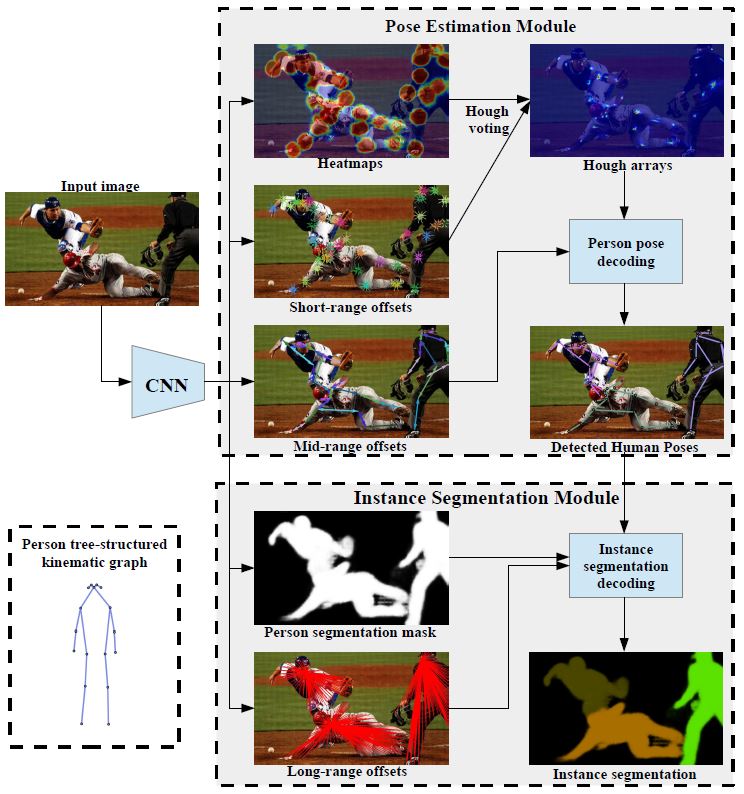 Pose Estimation Module
Heatmaps
Hough
voting
Hough arrays
Input image
Short-range offsets
Person pose
decoding
CNN
Mid-range offsets
Detected Human Poses
Instance Segmentation Module
Person tree-structured
kinematic graph
Person segmentation mask
Instance
segmentation
decoding
Long-range offsets
Instance segmentation